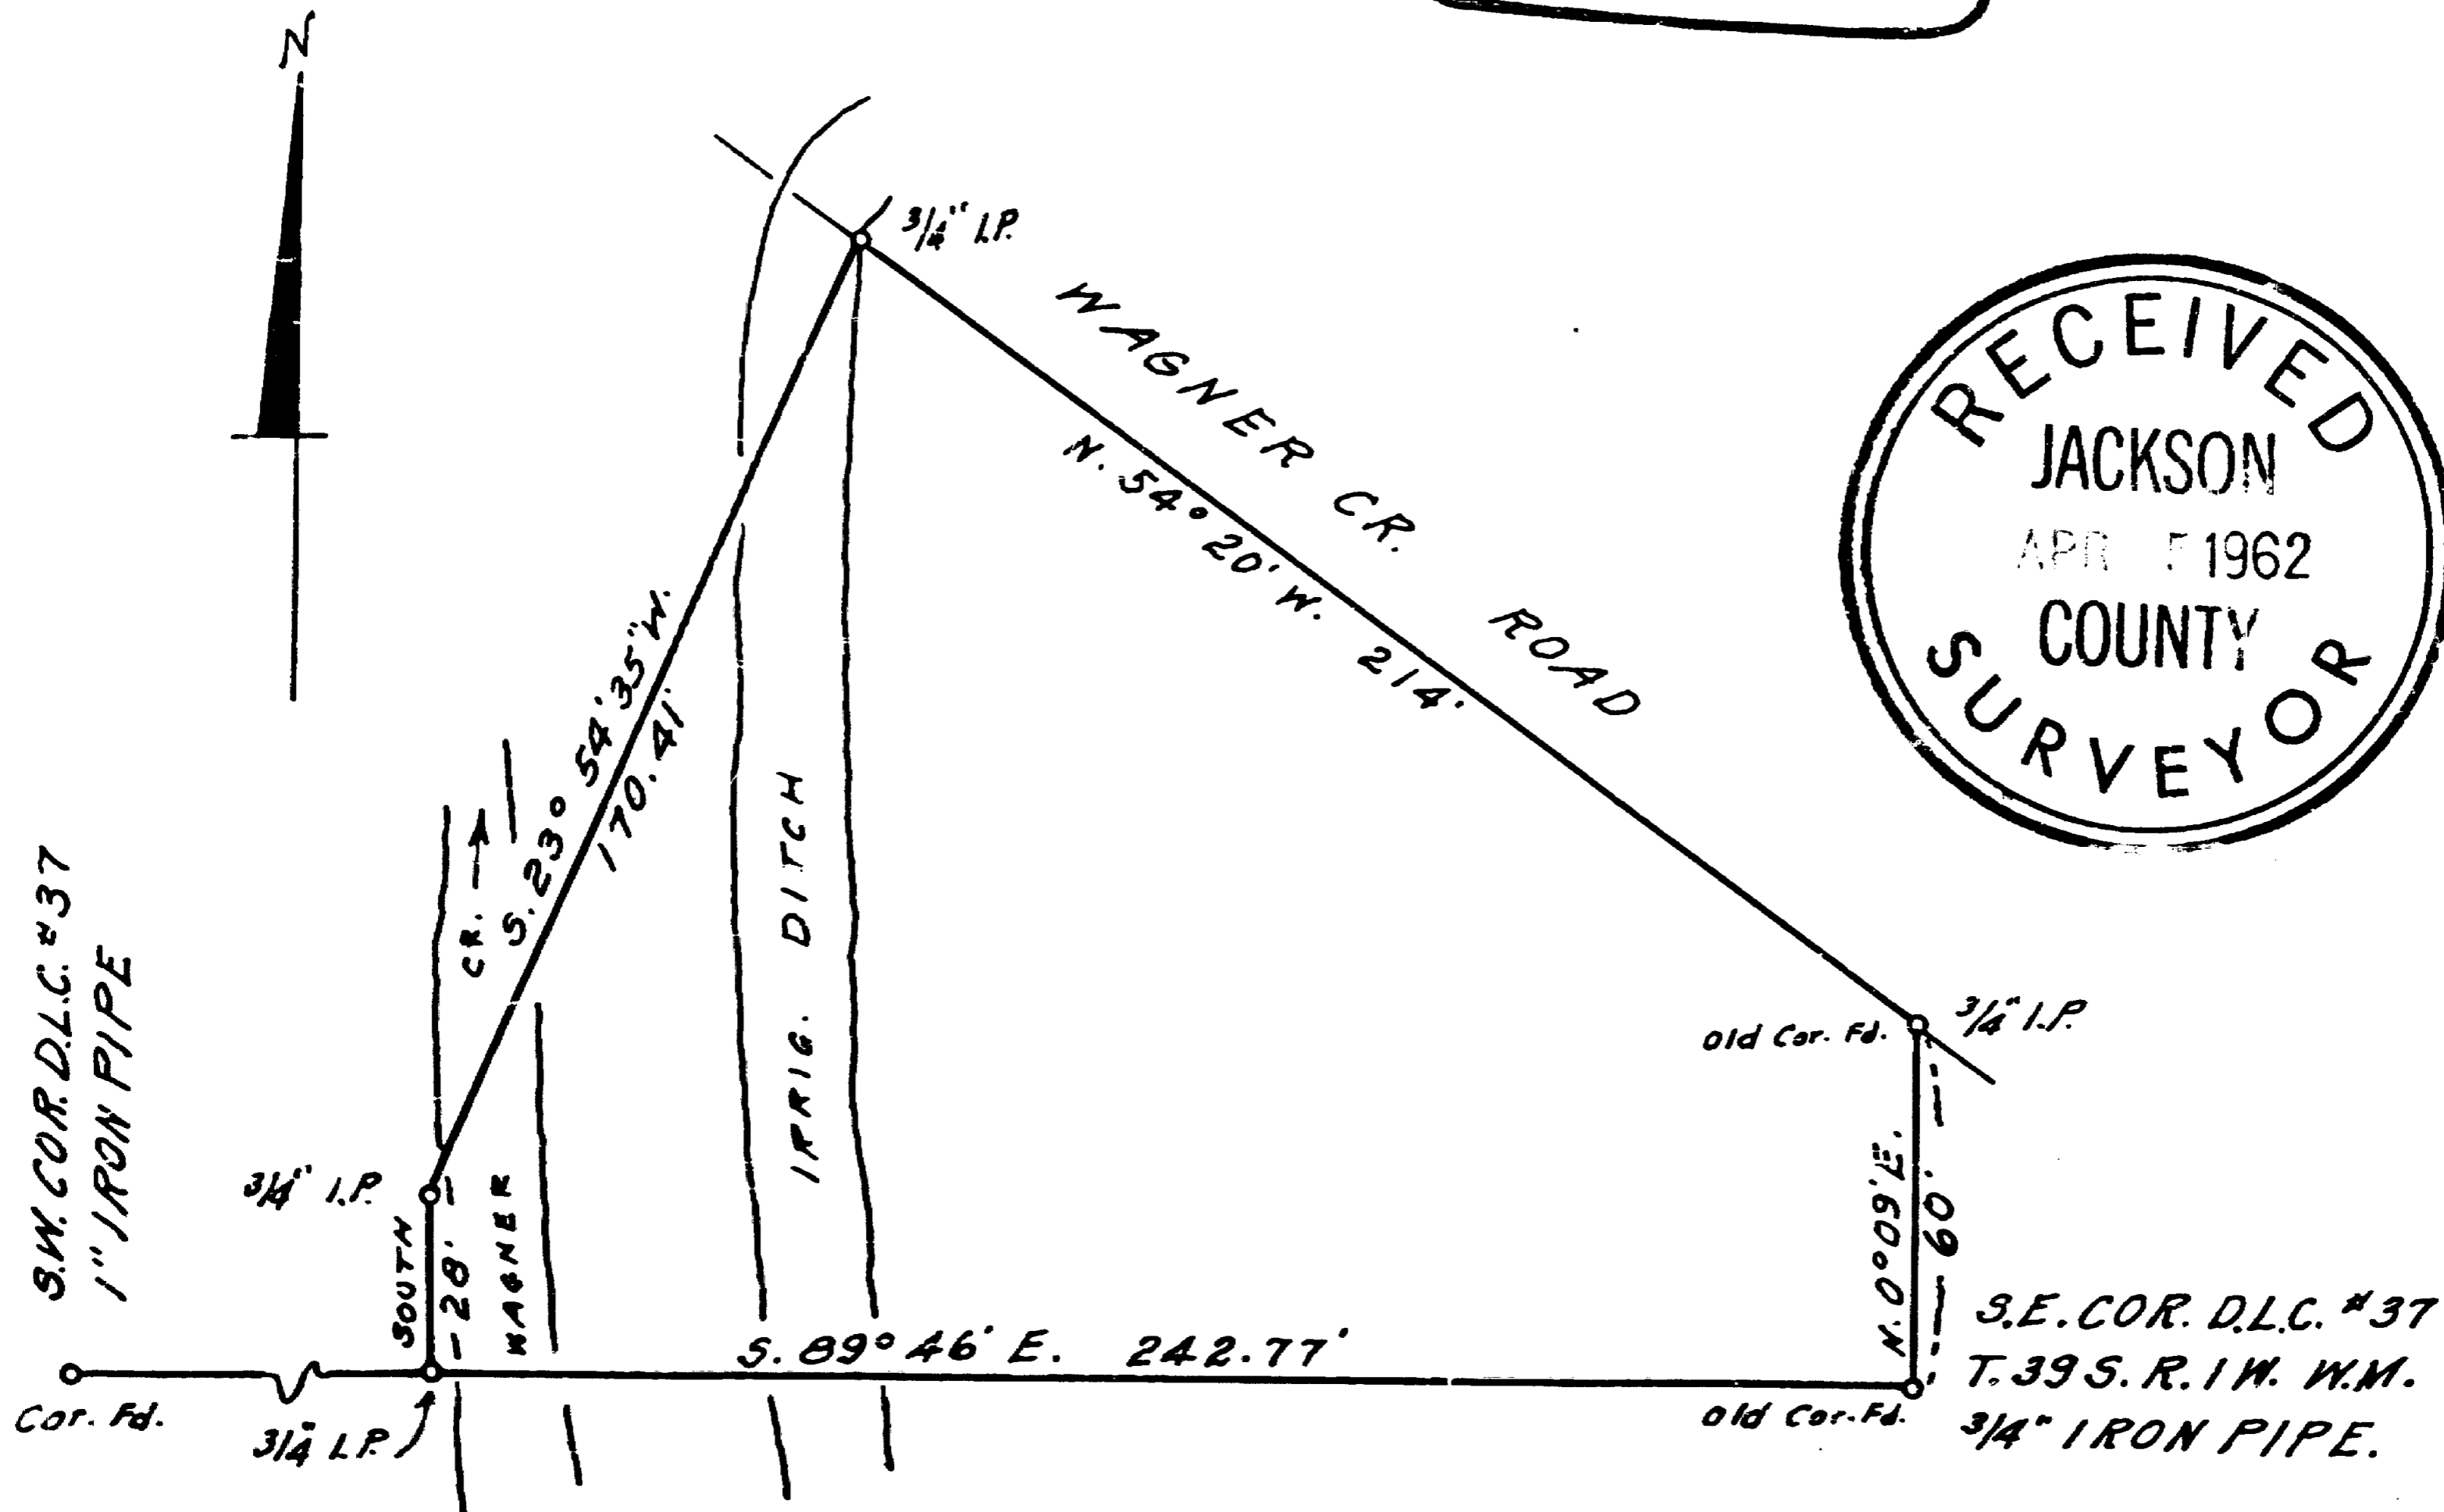 N
3/4" I.P.
WAGNER CR. ROAD
N. 54° 20' W. 214'
RECEIVED
JACKSON
APR 1962
COUNTY
SURVEYOR
S. 23° 54' 35" W.
170.41'
CR.
IRRIG. DITCH
S.W. COR. D.L.C. #37
1" IRON PIPE
3/4" I.P.
Old Cor. Fd.
3/4" I.P.
SOUTH
28'
WAGNER
N. 0° 09' E.
60'
S. 89° 46' E. 242.77'
S.E. COR. D.L.C. #37
T. 39 S. R. 1 W. W.M.
3/4" IRON PIPE.
Cor. Fd.
3/4" I.P.
Old Cor. Fd.